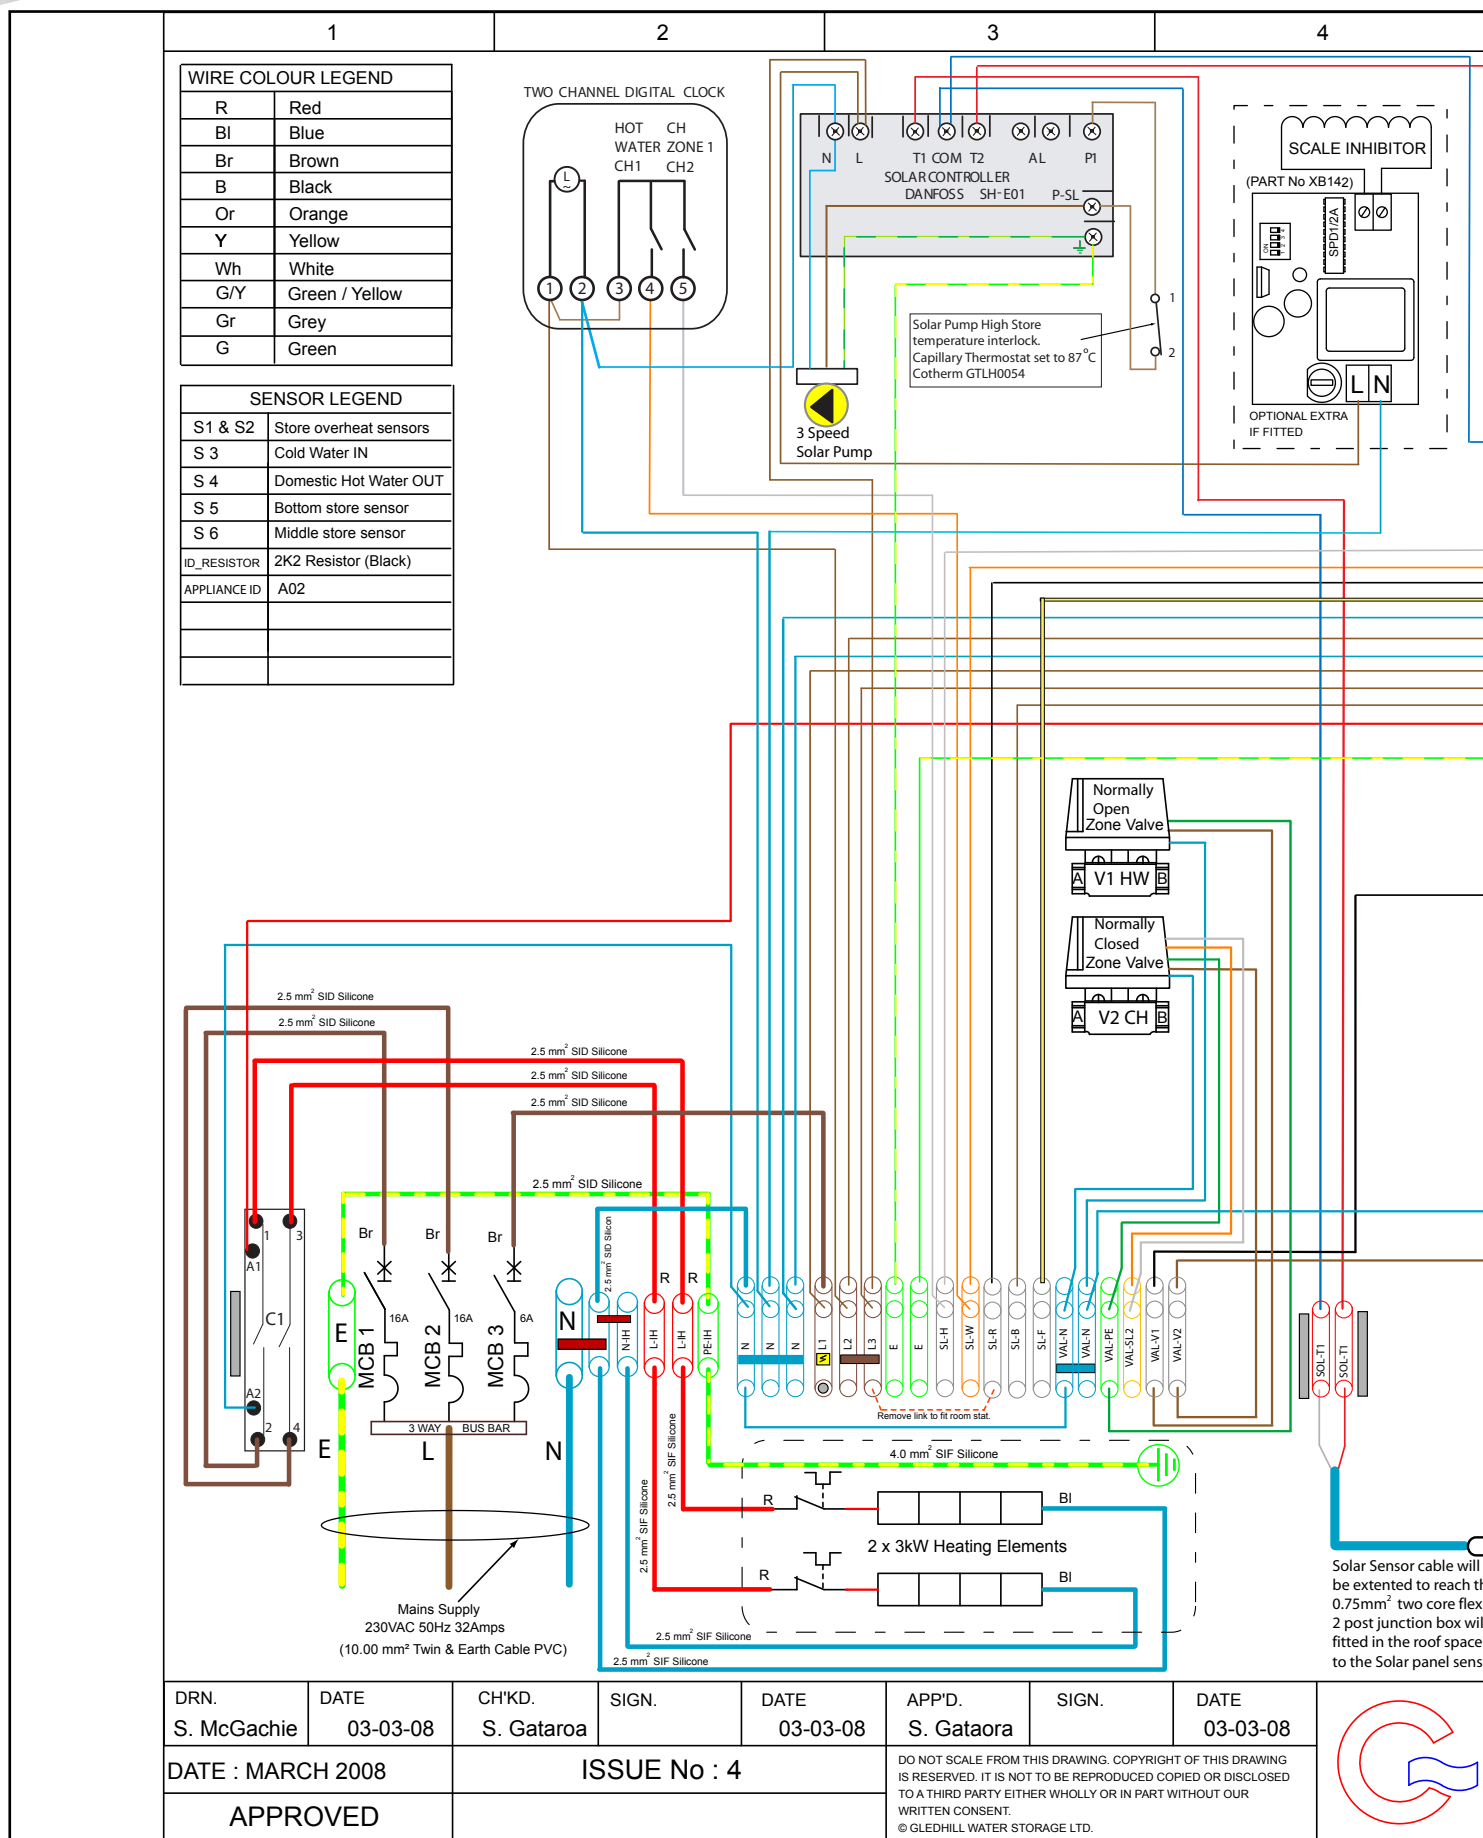 1 2 3 4
WIRE COLOUR LEGEND
R Red
Bl Blue
Br Brown
B Black
Or Orange
Y Yellow
Wh White
G/Y Green / Yellow
Gr Grey
G Green
SENSOR LEGEND
S1 & S2 Store overheat sensors
S 3 Cold Water IN
S 4 Domestic Hot Water OUT
S 5 Bottom store sensor
S 6 Middle store sensor
ID_RESISTOR 2K2 Resistor (Black)
APPLIANCE ID A02
TWO CHANNEL DIGITAL CLOCK
HOT CH
WATER ZONE 1
CH1 CH2
L
~
1 2 3 4 5
N L T1 COM T2 AL P1
SOLAR CONTROLLER
DANFOSS SH-E01 P-SL
3 Speed
Solar Pump
Solar Pump High Store
temperature interlock.
Capillary Thermostat set to 87°C
Cotherm GTLH0054
1
2
SCALE INHIBITOR
(PART No XB142)
ON
1 2 3 4
SPD1/2A
L N
OPTIONAL EXTRA
IF FITTED
Normally
Open
Zone Valve
A V1 HW B
Normally
Closed
Zone Valve
A V2 CH B
2.5 mm² SID Silicone
2.5 mm² SID Silicone
2.5 mm² SID Silicone
2.5 mm² SID Silicone
2.5 mm² SID Silicone
2.5 mm² SID Silicone
2.5 mm² SID Silicon
1 3
A1
C1
A2
2 4
Br Br Br
16A 16A 6A
MCB 1 MCB 2 MCB 3
3 WAY BUS BAR
E
E
L
N
N
R R
N-IH L-IH L-IH PE-IH
N N N L1 L2 L3 E E SL-H SL-W SL-R SL-B SL-F VAL-N VAL-N VAL-PE VAL-SL2 VAL-V1 VAL-V2
SOL-T1 SOL-T1
Remove link to fit room stat.
4.0 mm² SIF Silicone
2.5 mm² SIF Silicone
2.5 mm² SIF Silicone
R Bl
2 x 3kW Heating Elements
R Bl
2.5 mm² SIF Silicone
2.5 mm² SIF Silicone
Mains Supply
230VAC 50Hz 32Amps
(10.00 mm² Twin & Earth Cable PVC)
Solar Sensor cable will
be extented to reach th
0.75mm² two core flex
2 post junction box wil
fitted in the roof space
to the Solar panel sens
DRN. DATE CH'KD. SIGN. DATE APP'D. SIGN. DATE
S. McGachie 03-03-08 S. Gataroa 03-03-08 S. Gataora 03-03-08
DATE : MARCH 2008 ISSUE No : 4
APPROVED
DO NOT SCALE FROM THIS DRAWING. COPYRIGHT OF THIS DRAWING
IS RESERVED. IT IS NOT TO BE REPRODUCED COPIED OR DISCLOSED
TO A THIRD PARTY EITHER WHOLLY OR IN PART WITHOUT OUR
WRITTEN CONSENT.
© GLEDHILL WATER STORAGE LTD.